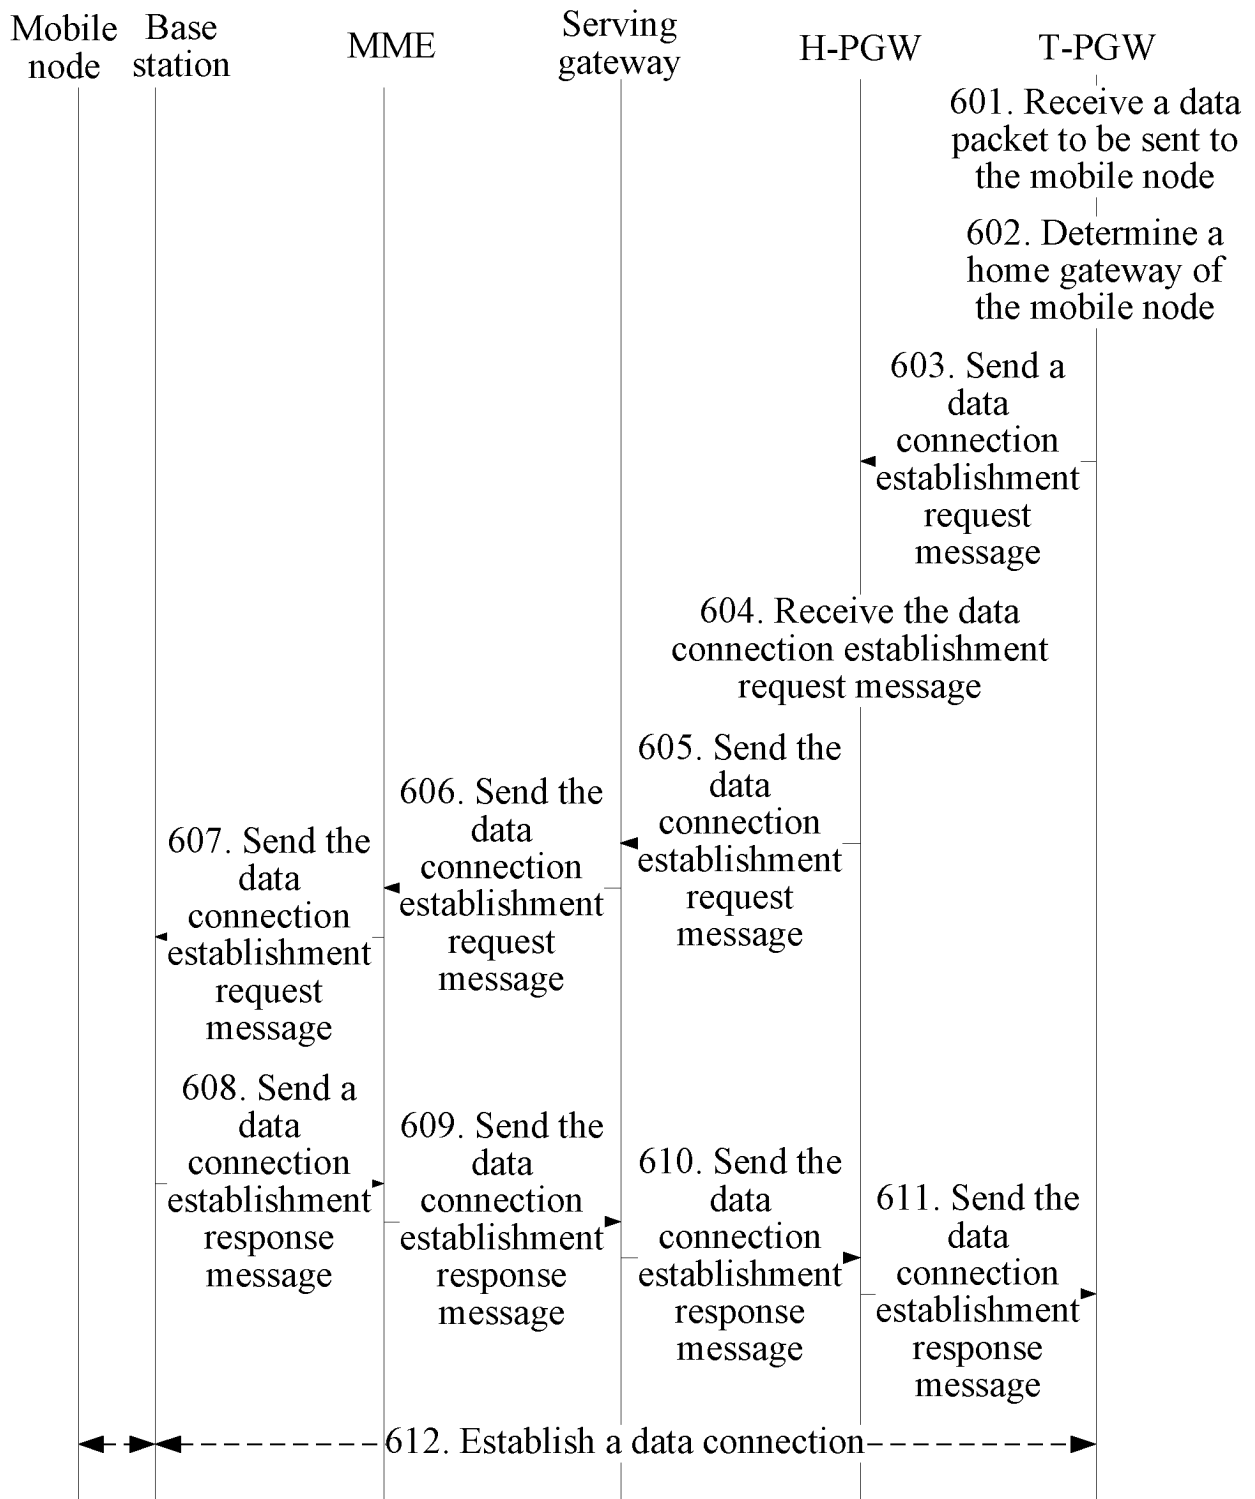 Mobile
node
Base
station
MME
Serving
gateway
H-PGW
T-PGW
601. Receive a data
packet to be sent to
the mobile node
602. Determine a
home gateway of
the mobile node
603. Send a
data
connection
establishment
request
message
604. Receive the data
connection establishment
request message
605. Send the
data
connection
establishment
request
message
606. Send the
data
connection
establishment
request
message
607. Send the
data
connection
establishment
request
message
608. Send a
data
connection
establishment
response
message
609. Send the
data
connection
establishment
response
message
610. Send the
data
connection
establishment
response
message
611. Send the
data
connection
establishment
response
message
612. Establish a data connection